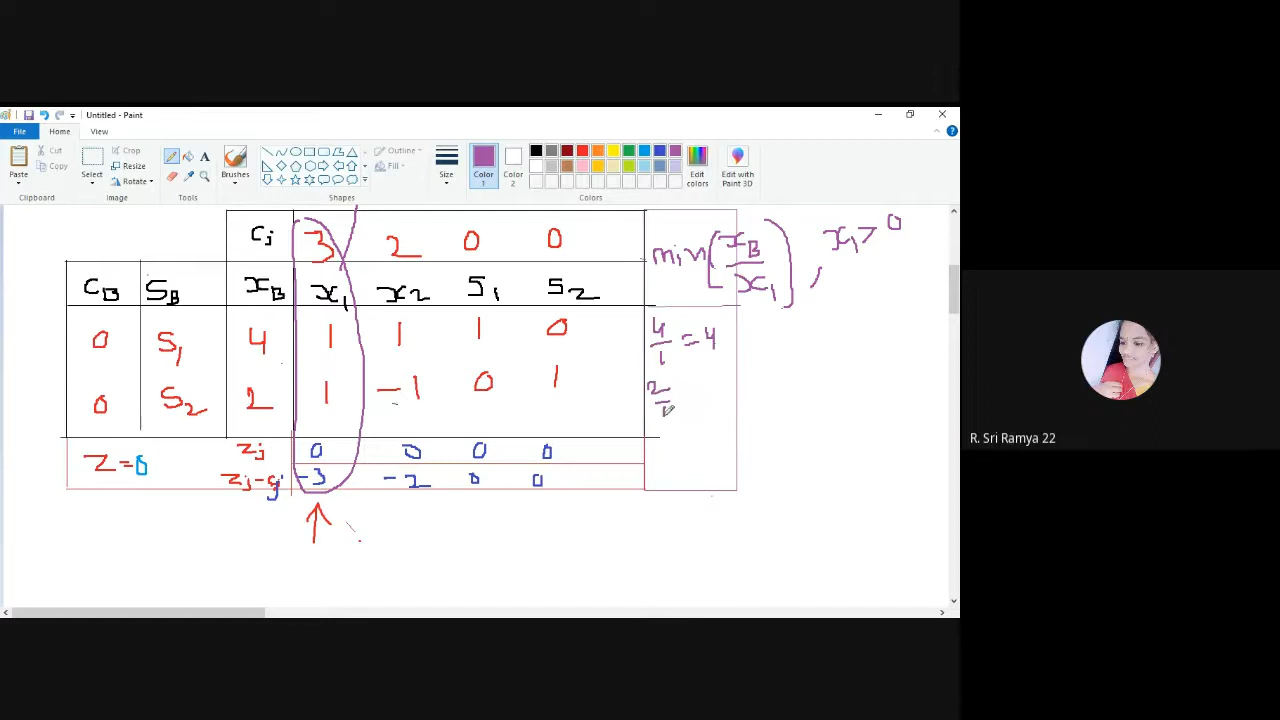 Untitled - Paint
File Home View
Cut
Copy
Paste
Clipboard
Select
Crop
Resize
Rotate
Image
A
Tools
Brushes
Outline
Fill
Shapes
Size
Color 1
Color 2
Edit colors
Edit with Paint 3D
Colors
Cj 3 2 0 0 min[xB/x1], x1>0
CB SB xB x1 x2 S1 S2
0 S1 4 1 1 1 0 4/1 = 4
0 S2 2 1 -1 0 1 2/1
Z=0 Zj 0 0 0 0
Zj-Cj -3 -2 0 0
R. Sri Ramya 22